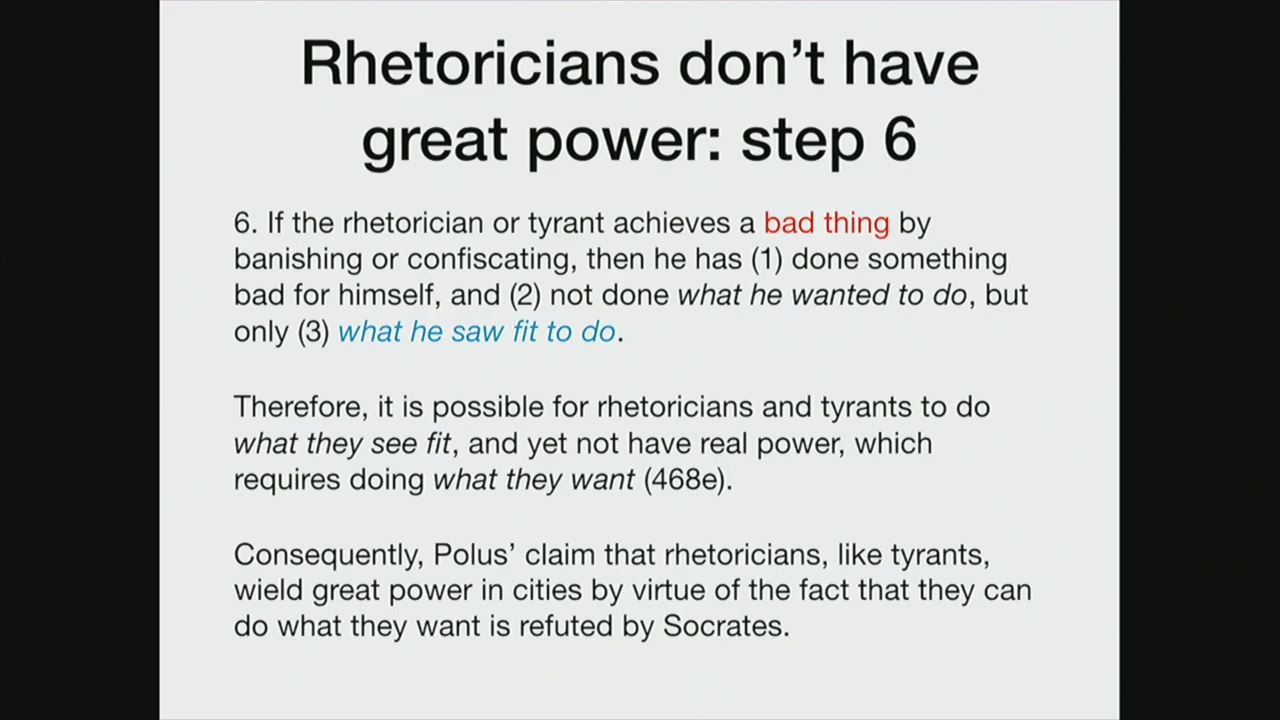 Rhetoricians don’t have
great power: step 6
6. If the rhetorician or tyrant achieves a bad thing by
banishing or confiscating, then he has (1) done something
bad for himself, and (2) not done what he wanted to do, but
only (3) what he saw fit to do.
Therefore, it is possible for rhetoricians and tyrants to do
what they see fit, and yet not have real power, which
requires doing what they want (468e).
Consequently, Polus’ claim that rhetoricians, like tyrants,
wield great power in cities by virtue of the fact that they can
do what they want is refuted by Socrates.